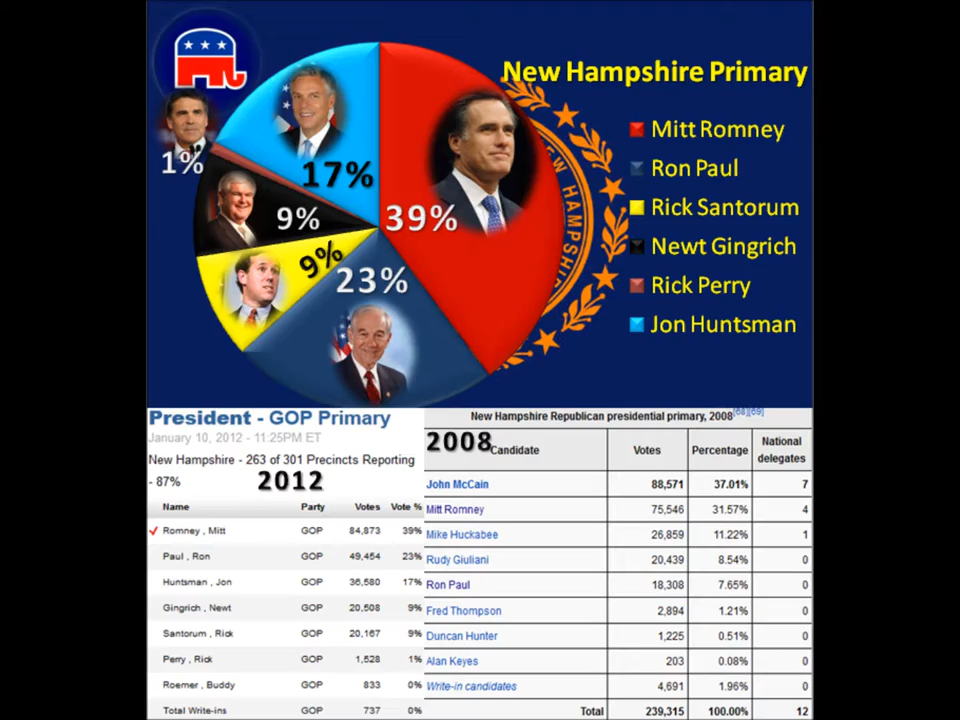 New Hampshire Primary
Mitt Romney
Ron Paul
Rick Santorum
Newt Gingrich
Rick Perry
Jon Huntsman
1%
17%
39%
9%
9%
23%
NEW HAMPSHIRE
President - GOP Primary
January 10, 2012 - 11:25PM ET
New Hampshire - 263 of 301 Precincts Reporting
- 87%
2012
Name Party Votes Vote %
Romney , Mitt GOP 84,873 39%
Paul , Ron GOP 49,454 23%
Huntsman , Jon GOP 36,580 17%
Gingrich , Newt GOP 20,508 9%
Santorum , Rick GOP 20,167 9%
Perry , Rick GOP 1,528 1%
Roemer , Buddy GOP 833 0%
Total Write-ins GOP 737 0%
New Hampshire Republican presidential primary, 2008[68][69]
2008
Candidate Votes Percentage National delegates
John McCain 88,571 37.01% 7
Mitt Romney 75,546 31.57% 4
Mike Huckabee 26,859 11.22% 1
Rudy Giuliani 20,439 8.54% 0
Ron Paul 18,308 7.65% 0
Fred Thompson 2,894 1.21% 0
Duncan Hunter 1,225 0.51% 0
Alan Keyes 203 0.08% 0
Write-in candidates 4,691 1.96% 0
Total 239,315 100.00% 12